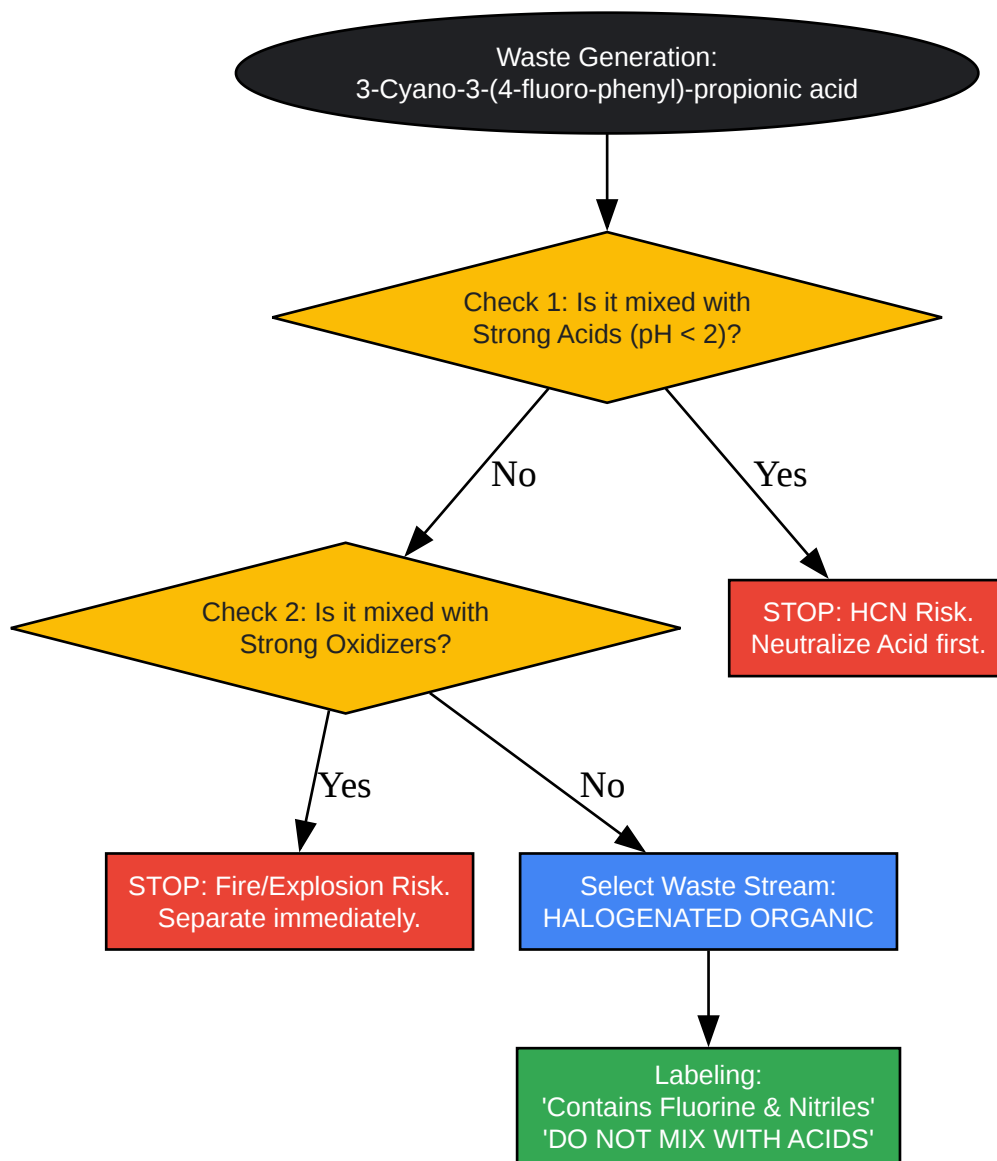 Waste Generation:
3-Cyano-3-(4-fluoro-phenyl)-propionic acid
Check 1: Is it mixed with
Strong Acids (pH < 2)?
No
Yes
Check 2: Is it mixed with
Strong Oxidizers?
STOP: HCN Risk.
Neutralize Acid first.
Yes
No
STOP: Fire/Explosion Risk.
Separate immediately.
Select Waste Stream:
HALOGENATED ORGANIC
Labeling:
'Contains Fluorine & Nitriles'
'DO NOT MIX WITH ACIDS'